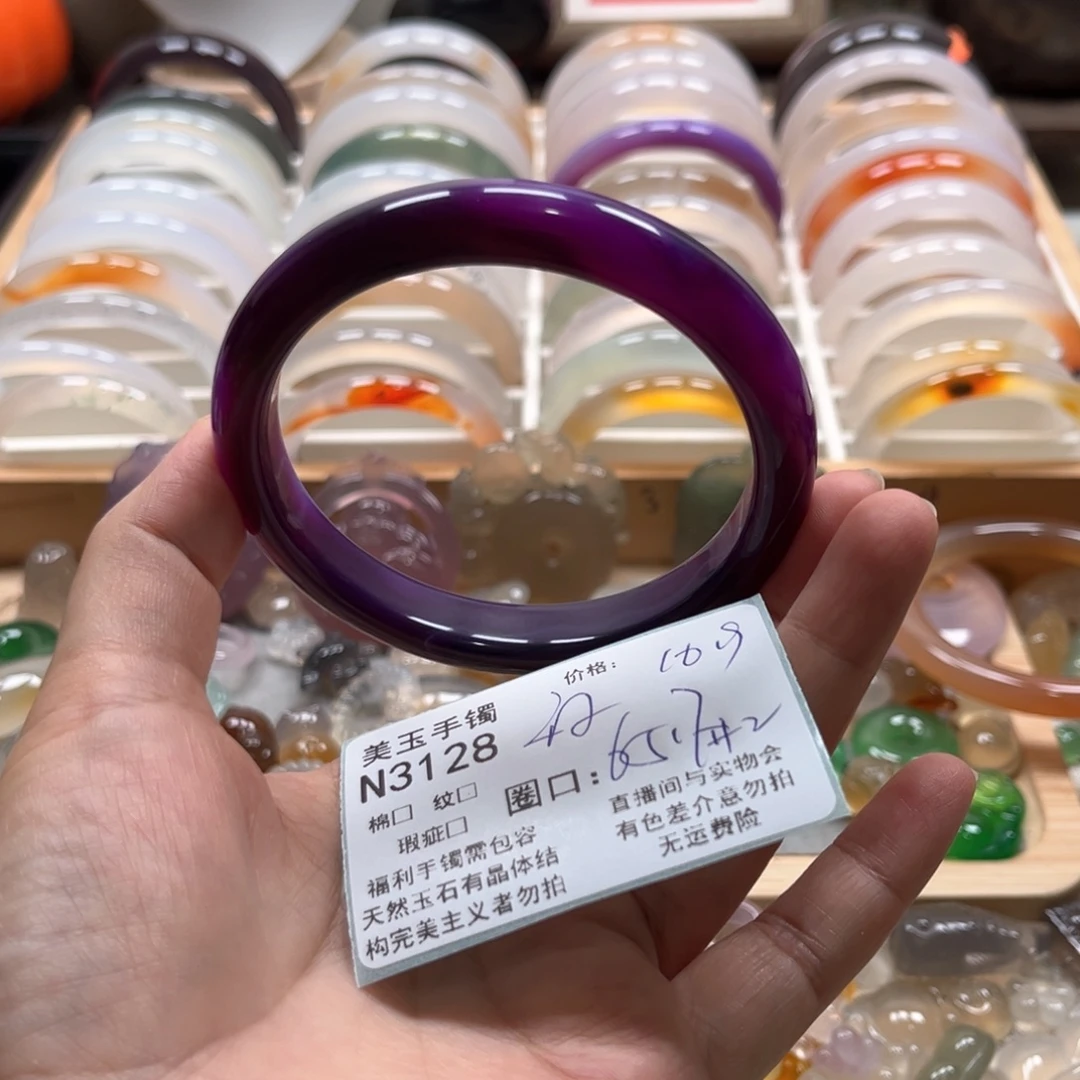 价格: 109
美玉手镯
N3128
圈口:
棉□ 纹□
瑕疵□
福利手镯需包容
天然玉石有晶体结
构完美主义者勿拍
直播间与实物会
有色差介意勿拍
无运费险